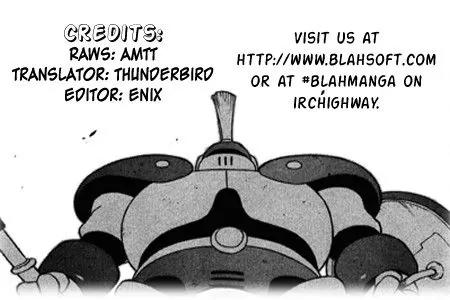 CREDITS:
RAWS: AMTT
TRANSLATOR: THUNDERBIRD
EDITOR: ENIX
VISIT US AT
HTTP://WWW.BLAHSOFT.COM
OR AT #BLAHMANGA ON
IRCHIGHWAY.